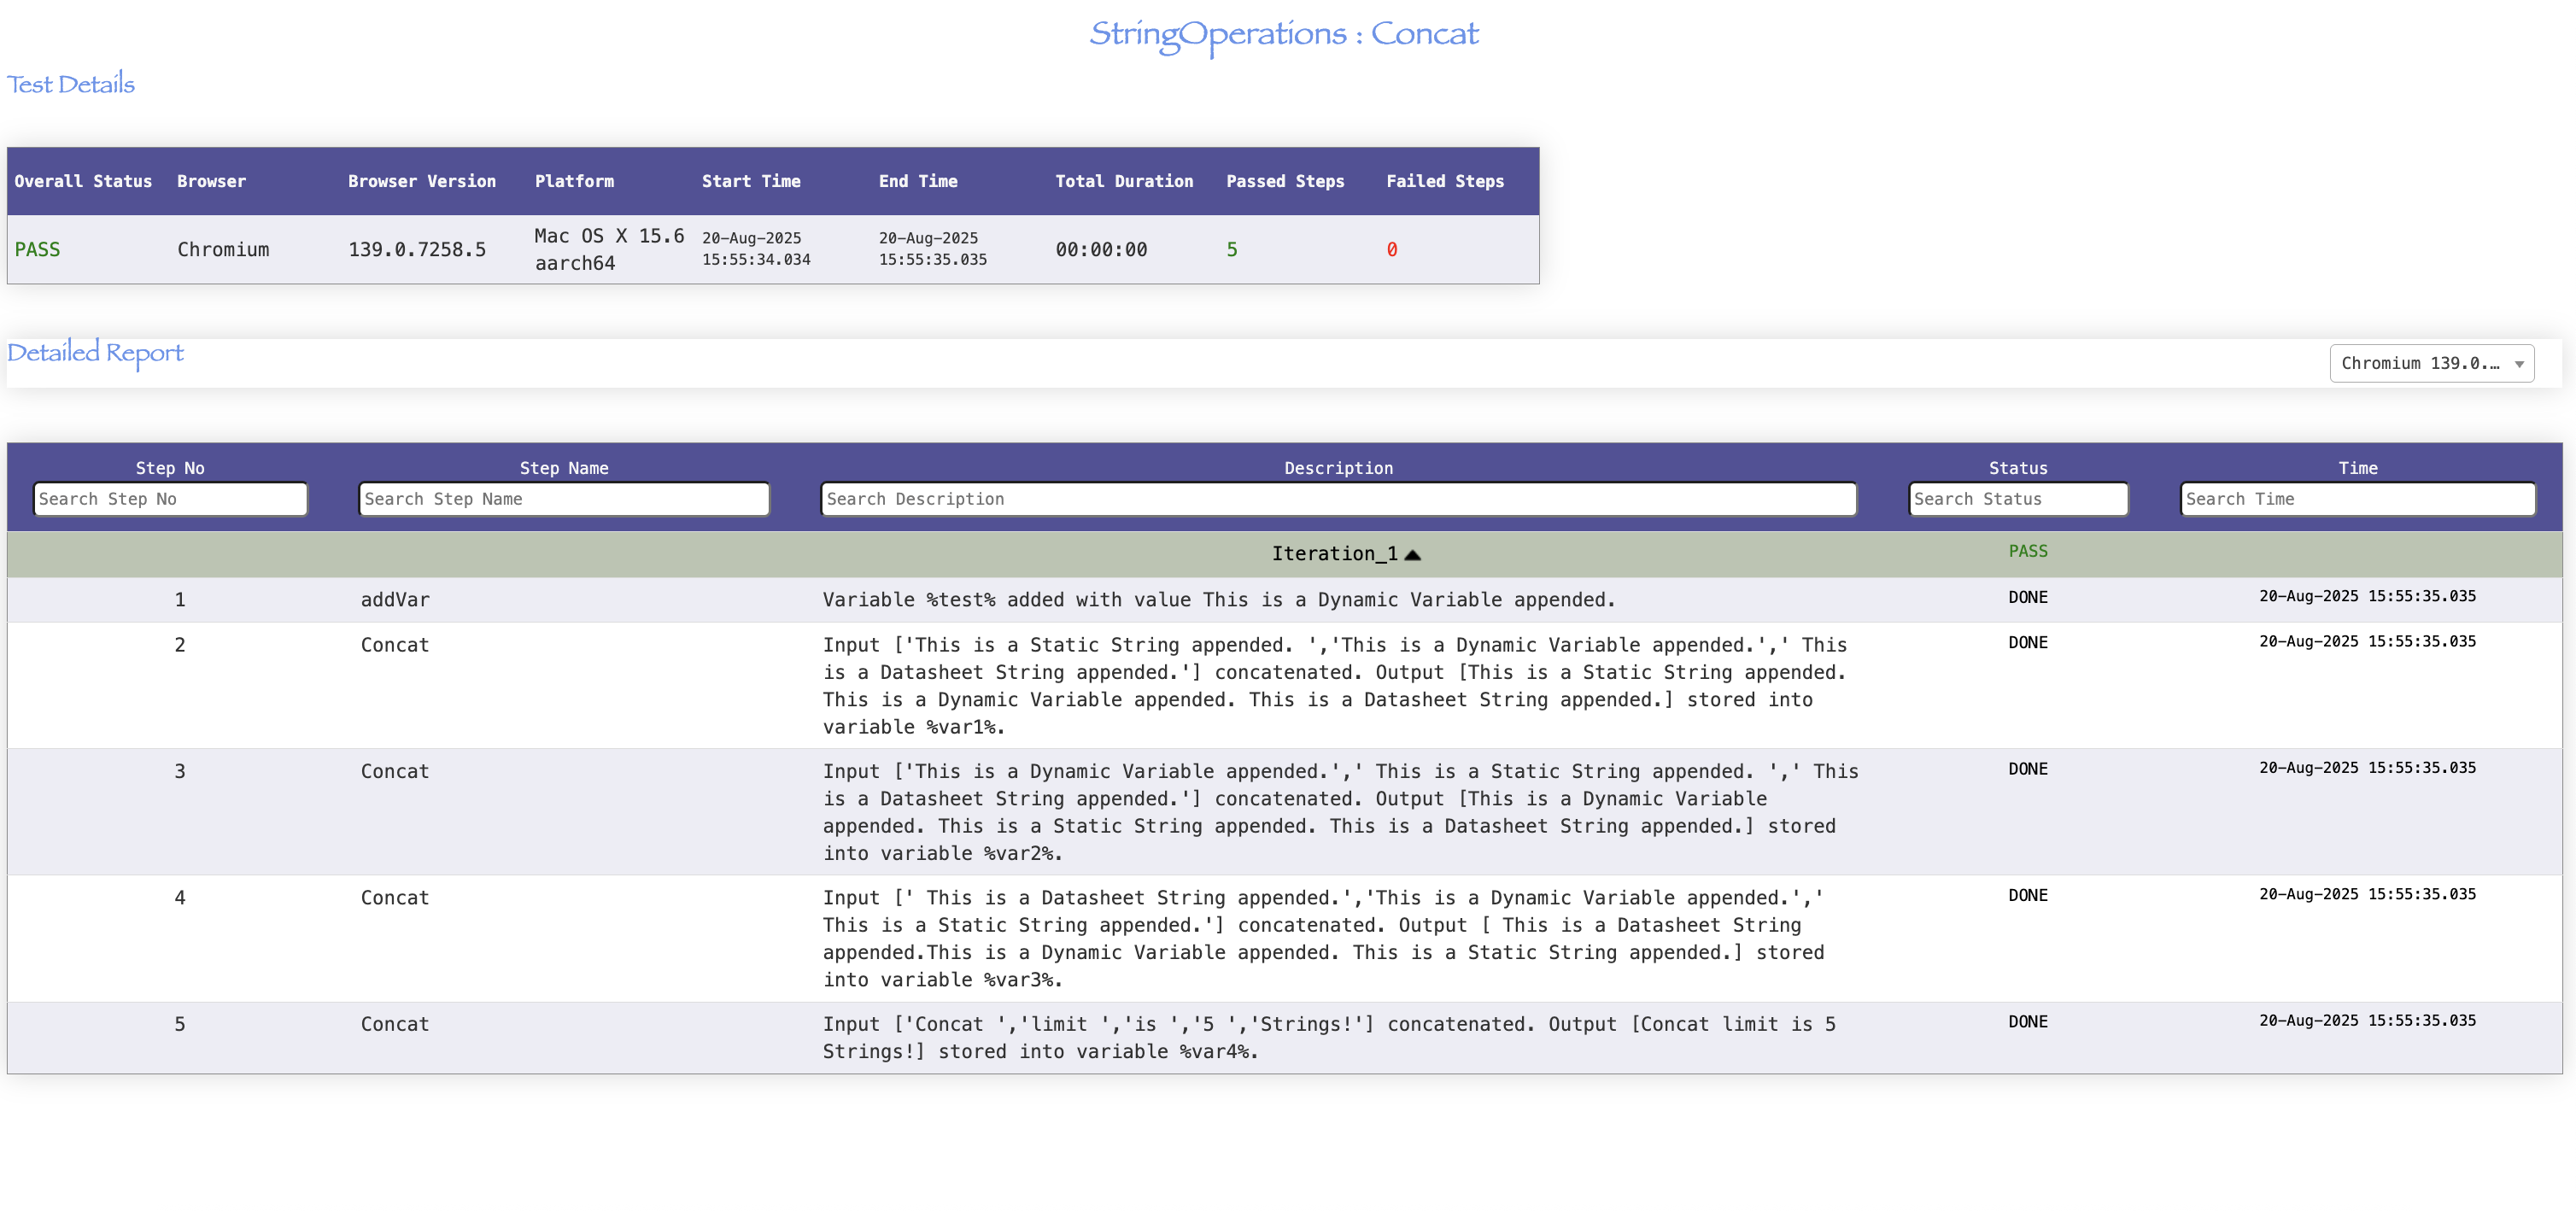 StringOperations : Concat
Test Details
Overall Status Browser Browser Version Platform Start Time End Time Total Duration Passed Steps Failed Steps
PASS Chromium 139.0.7258.5 Mac OS X 15.6 aarch64 20-Aug-2025 15:55:34.034 20-Aug-2025 15:55:35.035 00:00:00 5 0
Detailed Report
Chromium 139.0....
Step No Step Name Description Status Time
Search Step No Search Step Name Search Description Search Status Search Time
Iteration_1 PASS
1 addVar Variable %test% added with value This is a Dynamic Variable appended. DONE 20-Aug-2025 15:55:35.035
2 Concat Input ['This is a Static String appended. ','This is a Dynamic Variable appended.',' This DONE 20-Aug-2025 15:55:35.035
is a Datasheet String appended.'] concatenated. Output [This is a Static String appended.
This is a Dynamic Variable appended. This is a Datasheet String appended.] stored into
variable %var1%.
3 Concat Input ['This is a Dynamic Variable appended.',' This is a Static String appended. ',' This DONE 20-Aug-2025 15:55:35.035
is a Datasheet String appended.'] concatenated. Output [This is a Dynamic Variable
appended. This is a Static String appended. This is a Datasheet String appended.] stored
into variable %var2%.
4 Concat Input [' This is a Datasheet String appended.','This is a Dynamic Variable appended.',' DONE 20-Aug-2025 15:55:35.035
This is a Static String appended.'] concatenated. Output [ This is a Datasheet String
appended.This is a Dynamic Variable appended. This is a Static String appended.] stored
into variable %var3%.
5 Concat Input ['Concat ','limit ','is ','5 ','Strings!'] concatenated. Output [Concat limit is 5 DONE 20-Aug-2025 15:55:35.035
Strings!] stored into variable %var4%.